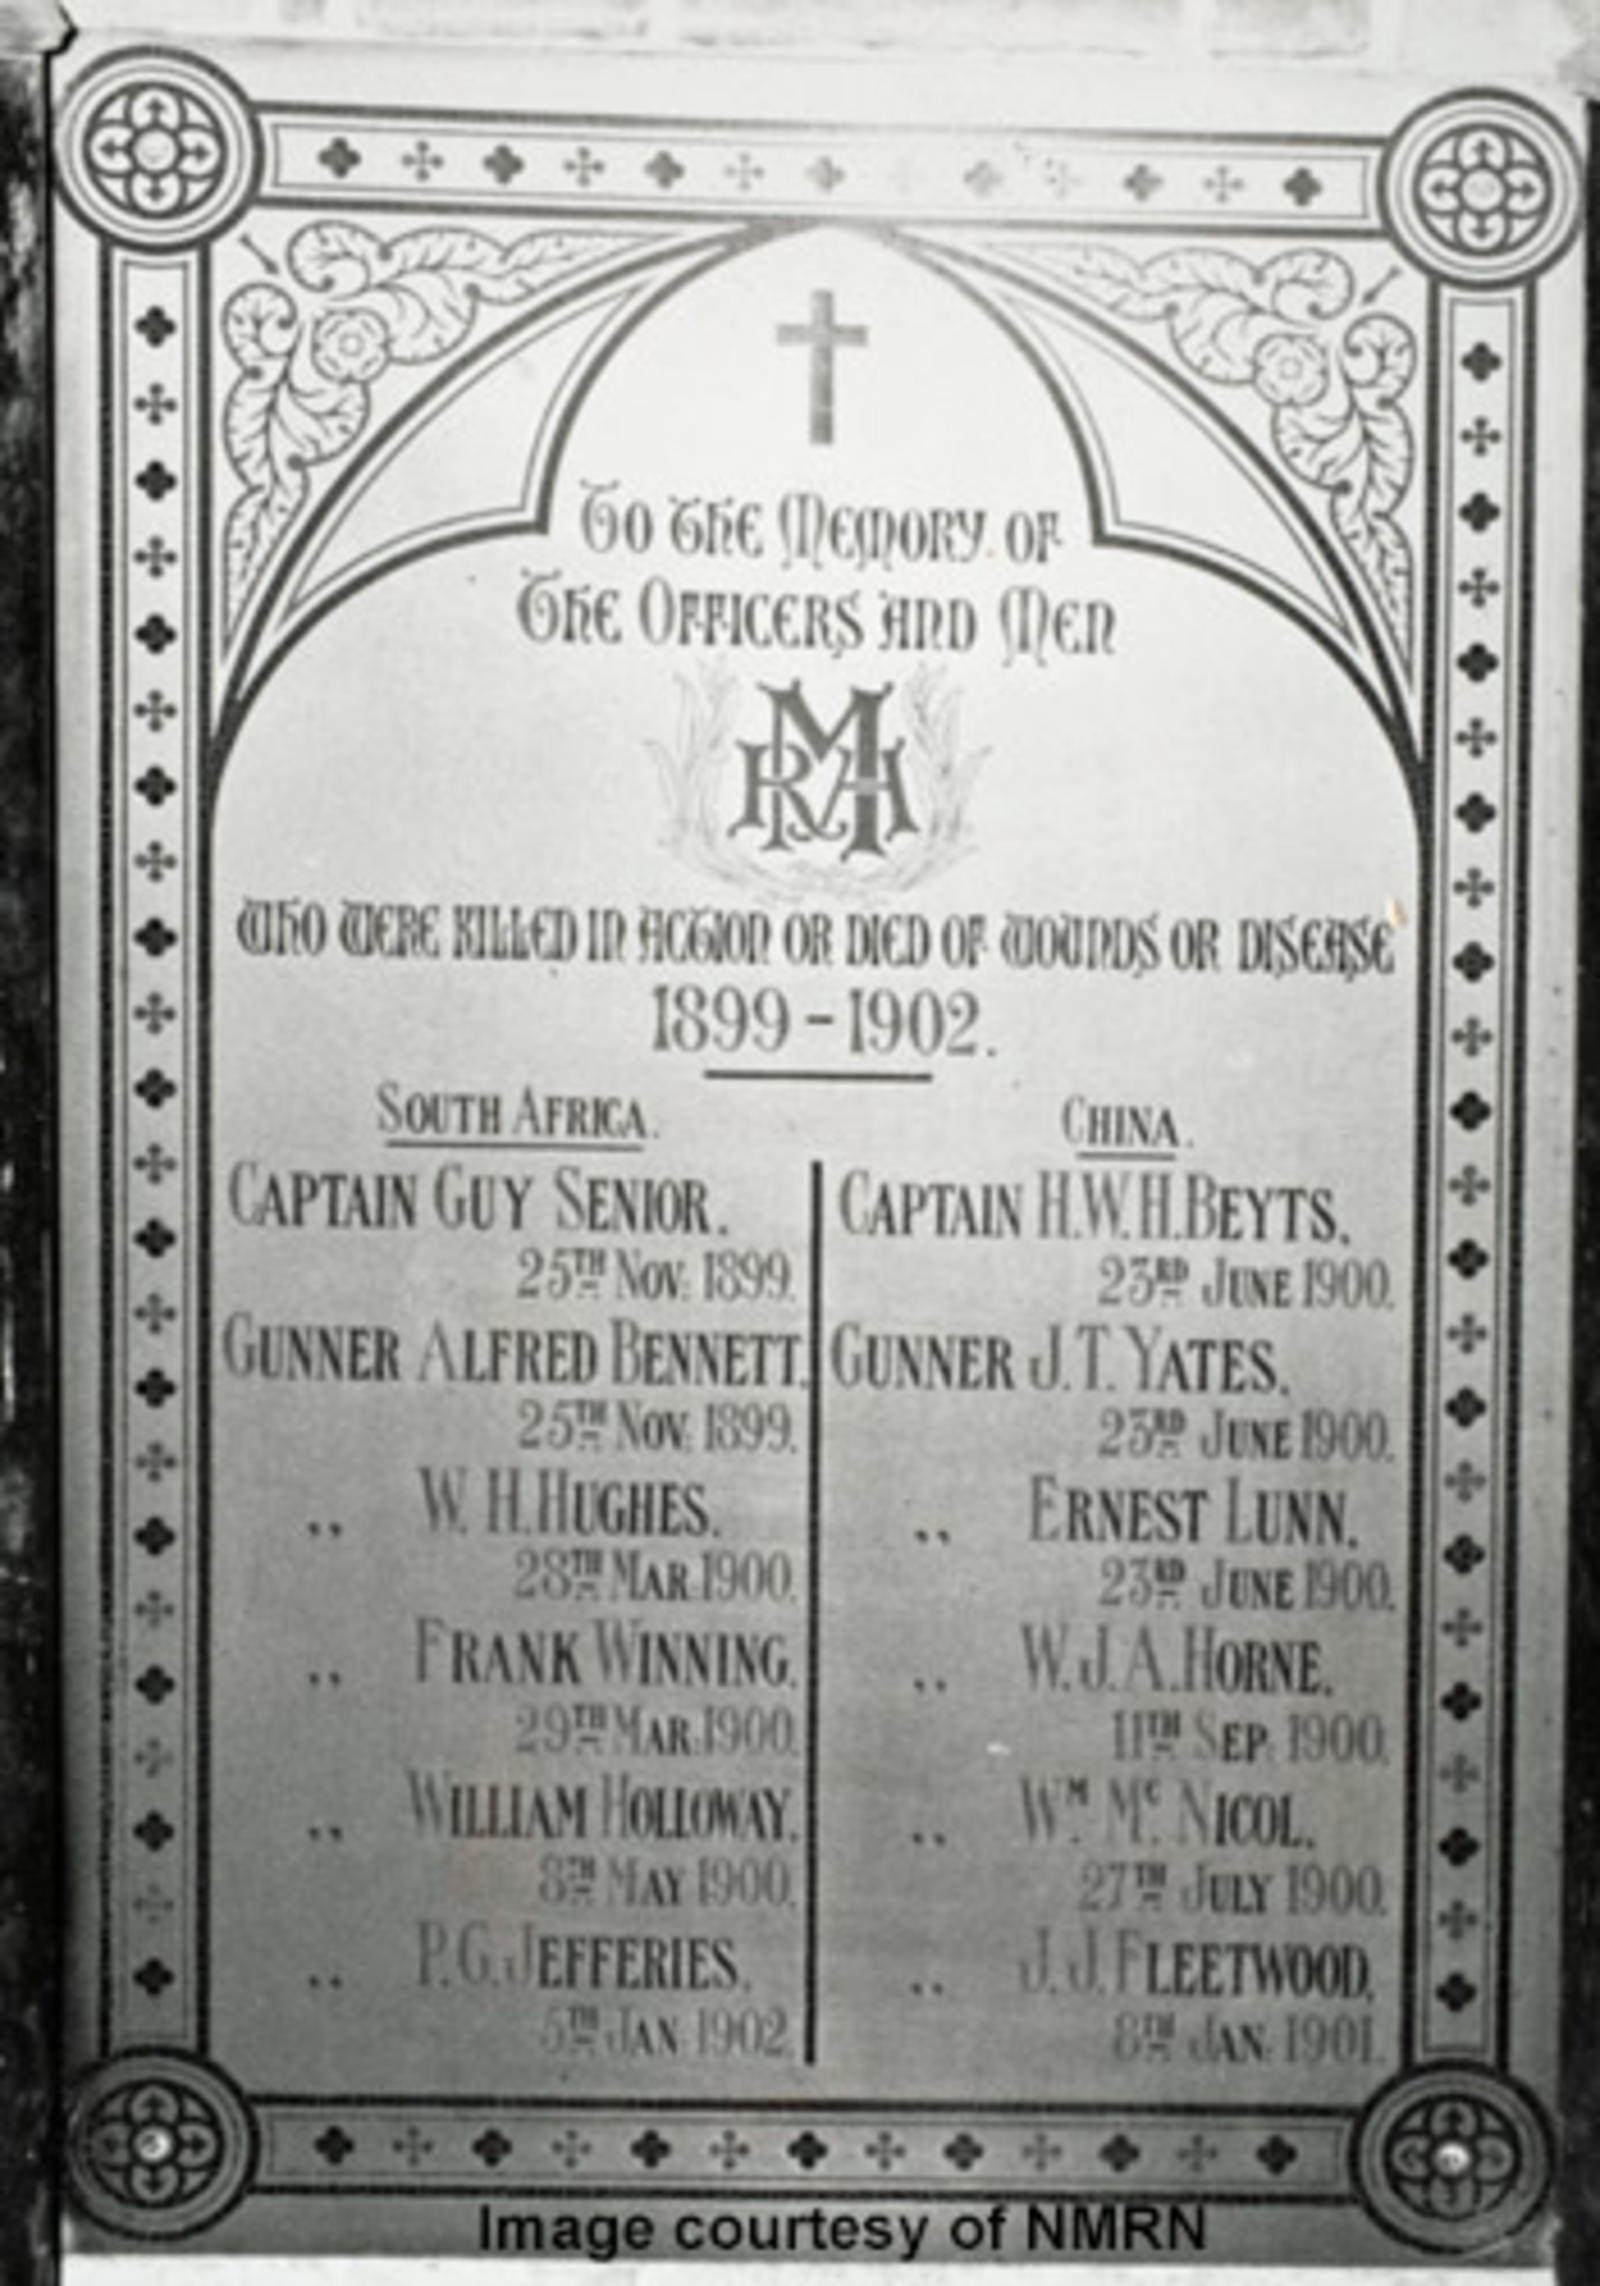 To the Memory of
The Officers and Men
RMA
who were killed in action or died of wounds or disease
1899 - 1902.
South Africa.
Captain Guy Senior.
25TH Nov: 1899.
Gunner Alfred Bennett.
25TH Nov: 1899.
,, W. H. Hughes.
28TH Mar: 1900.
,, Frank Winning.
29TH Mar: 1900.
,, William Holloway.
8TH May 1900.
,, P. G. Jefferies.
5TH Jan 1902.
China.
Captain H. W. H. Beyts.
23RD June 1900.
Gunner J. T. Yates.
23RD June 1900.
,, Ernest Lunn.
23RD June 1900.
,, W. J. A. Horne.
11TH Sep: 1900.
,, Wm. Mc. Nicol.
27TH July 1900.
,, J. J. Fleetwood.
8TH Jan: 1901.
Image courtesy of NMRN